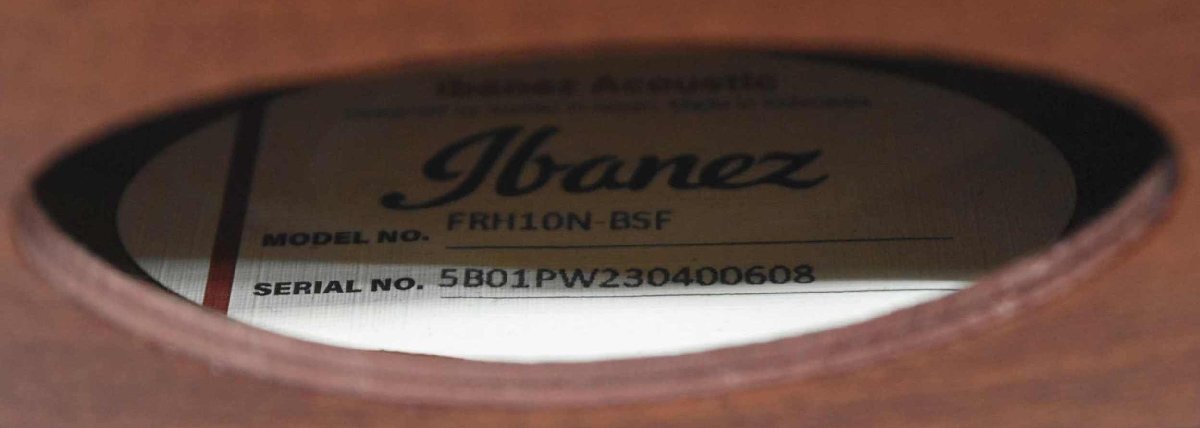 Ibanez Acoustic
Ibanez
MODEL NO. FRH10N-BSF
SERIAL NO. 5B01PW230400608